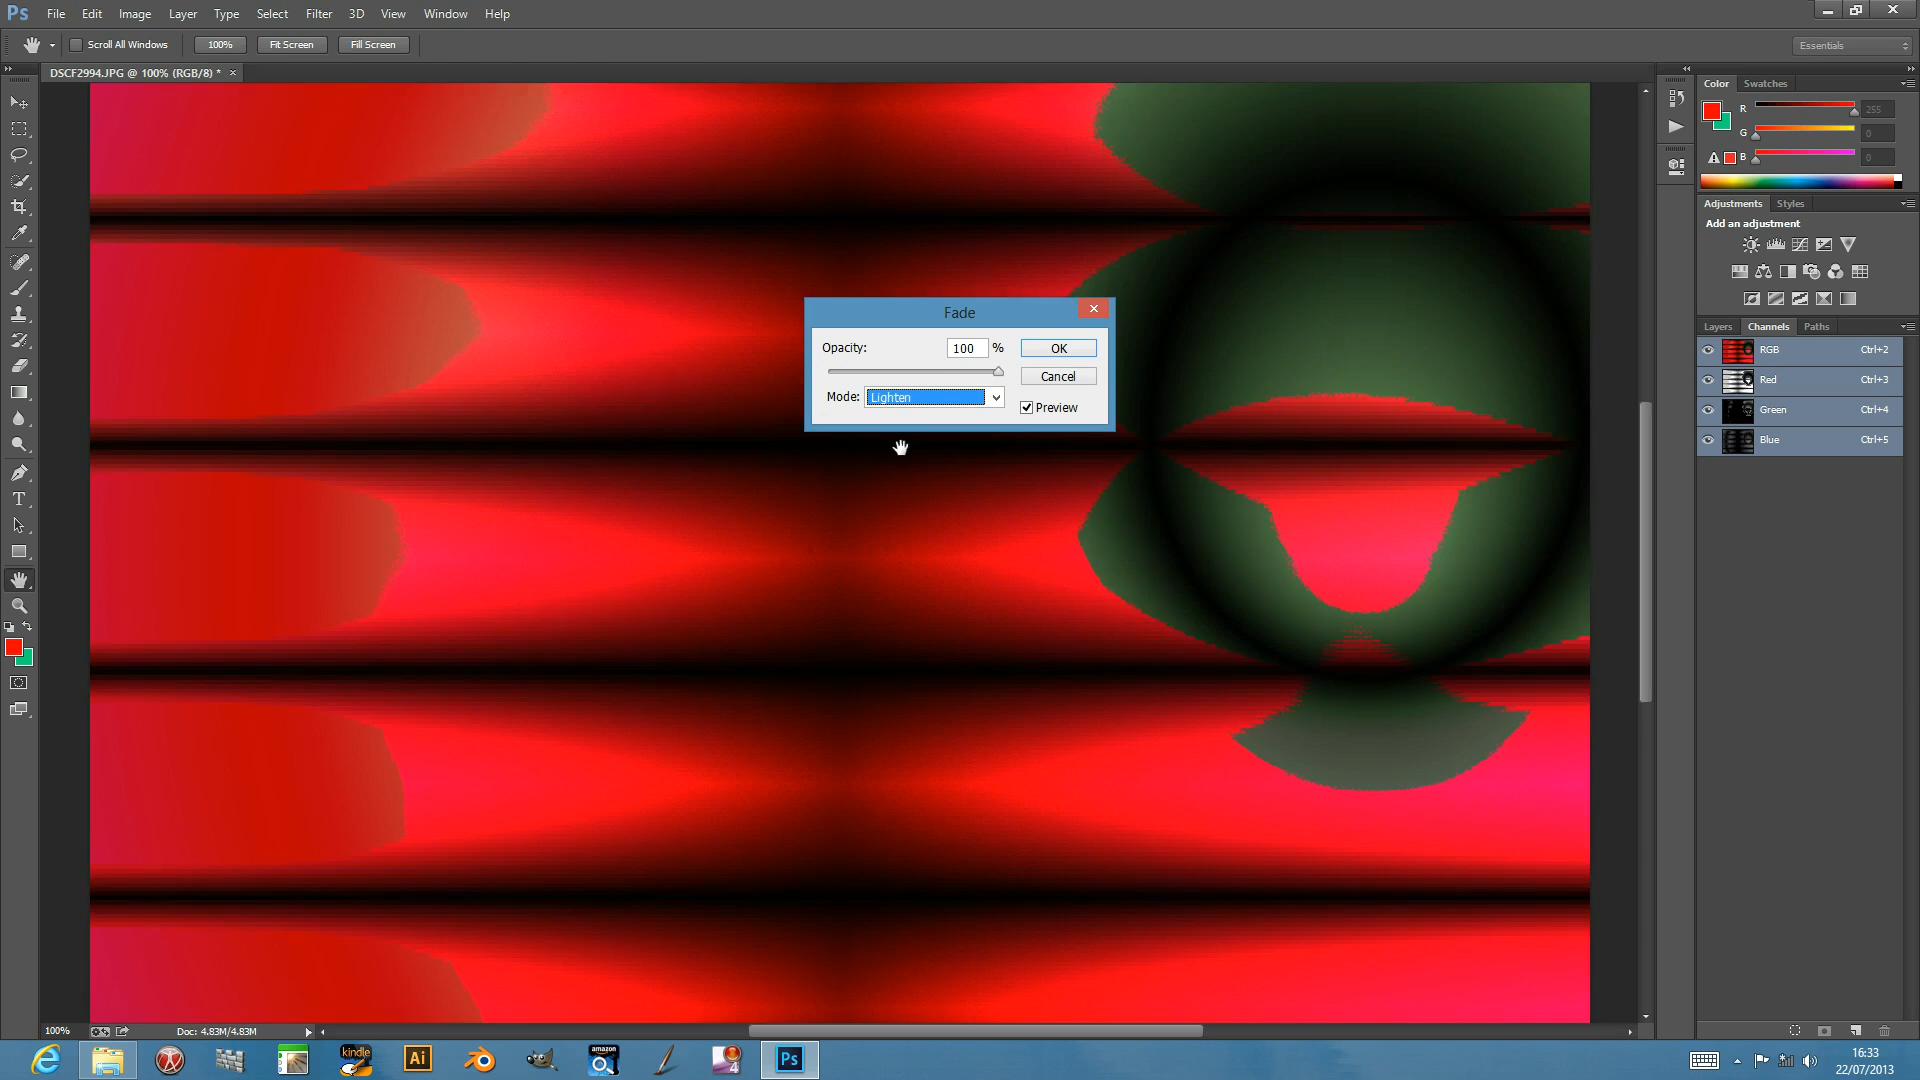 Ps File Edit Image Layer Type Select Filter 3D View Window Help
Scroll All Windows 100% Fit Screen Fill Screen Essentials
DSCF2994.JPG @ 100% (RGB/8) * ×
Color Swatches
R 255
G 0
B 0
Adjustments Styles
Add an adjustment
Layers Channels Paths
RGB Ctrl+2
Red Ctrl+3
Green Ctrl+4
Blue Ctrl+5
Fade
Opacity: 100 % OK
Cancel
Mode: Lighten
Preview
T
100% Doc: 4.83M/4.83M
kindle Ai amazon 4 Ps
16:33
22/07/2013